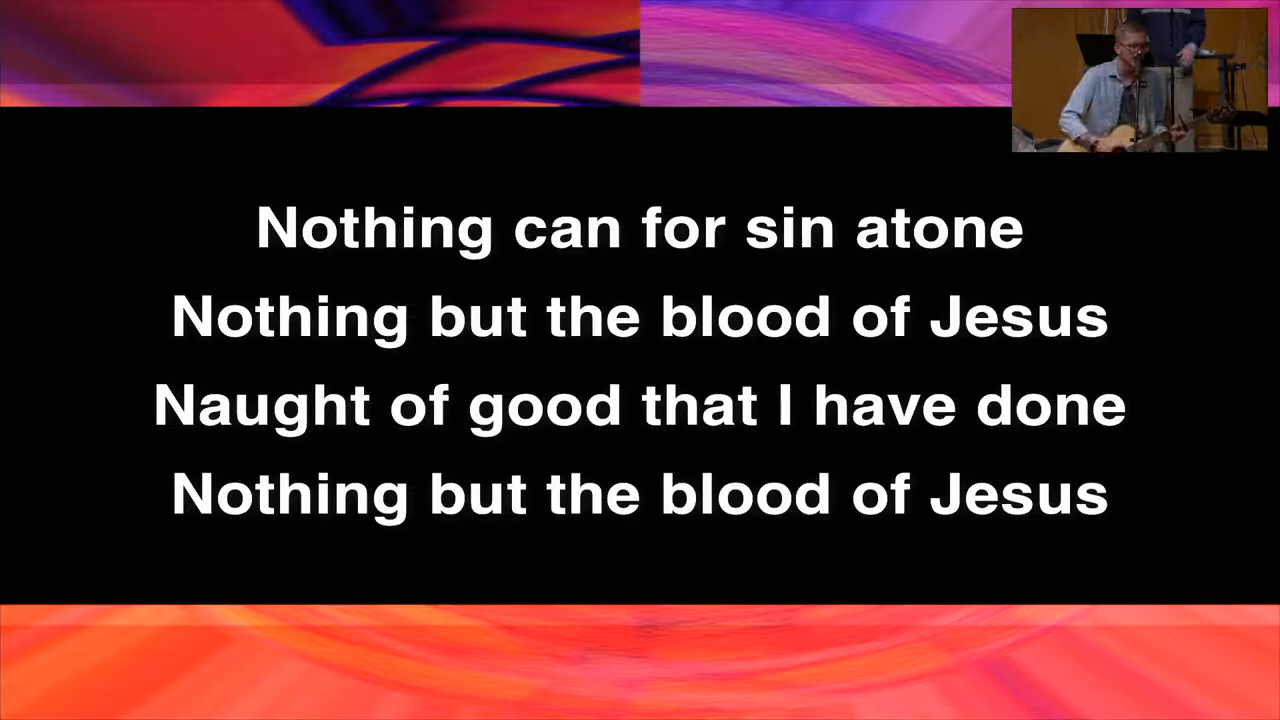 Nothing can for sin atone
Nothing but the blood of Jesus
Naught of good that I have done
Nothing but the blood of Jesus